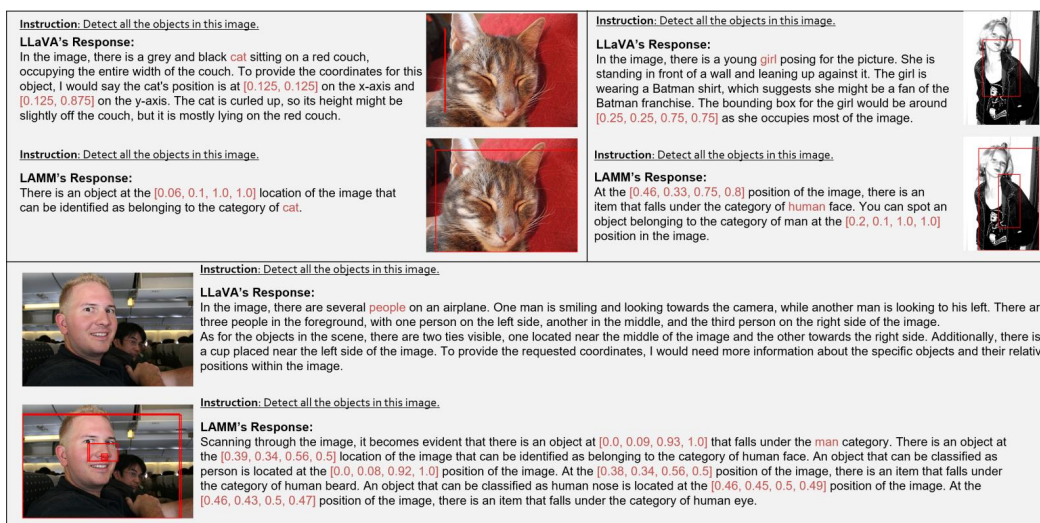 Instruction: Detect all the objects in this image.
LLaVA's Response:
In the image, there is a grey and black cat sitting on a red couch,
occupying the entire width of the couch. To provide the coordinates for this
object, I would say the cat's position is at [0.125, 0.125] on the x-axis and
[0.125, 0.875] on the y-axis. The cat is curled up, so its height might be
slightly off the couch, but it is mostly lying on the red couch.
Instruction: Detect all the objects in this image.
LAMM's Response:
There is an object at the [0.06, 0.1, 1.0, 1.0] location of the image that
can be identified as belonging to the category of cat.
Instruction: Detect all the objects in this image.
LLaVA's Response:
In the image, there is a young girl posing for the picture. She is
standing in front of a wall and leaning up against it. The girl is
wearing a Batman shirt, which suggests she might be a fan of the
Batman franchise. The bounding box for the girl would be around
[0.25, 0.25, 0.75, 0.75] as she occupies most of the image.
Instruction: Detect all the objects in this image.
LAMM's Response:
At the [0.46, 0.33, 0.75, 0.8] position of the image, there is an
item that falls under the category of human face. You can spot an
object belonging to the category of man at the [0.2, 0.1, 1.0, 1.0]
position in the image.
Instruction: Detect all the objects in this image.
LLaVA's Response:
In the image, there are several people on an airplane. One man is smiling and looking towards the camera, while another man is looking to his left. There ar
three people in the foreground, with one person on the left side, another in the middle, and the third person on the right side of the image.
As for the objects in the scene, there are two ties visible, one located near the middle of the image and the other towards the right side. Additionally, there is
a cup placed near the left side of the image. To provide the requested coordinates, I would need more information about the specific objects and their relativ
positions within the image.
Instruction: Detect all the objects in this image.
LAMM's Response:
Scanning through the image, it becomes evident that there is an object at [0.0, 0.09, 0.93, 1.0] that falls under the man category. There is an object at
the [0.39, 0.34, 0.56, 0.5] location of the image that can be identified as belonging to the category of human face. An object that can be classified as
person is located at the [0.0, 0.08, 0.92, 1.0] position of the image. At the [0.38, 0.34, 0.56, 0.5] position of the image, there is an item that falls under
the category of human beard. An object that can be classified as human nose is located at the [0.46, 0.45, 0.5, 0.49] position of the image. At the
[0.46, 0.43, 0.5, 0.47] position of the image, there is an item that falls under the category of human eye.